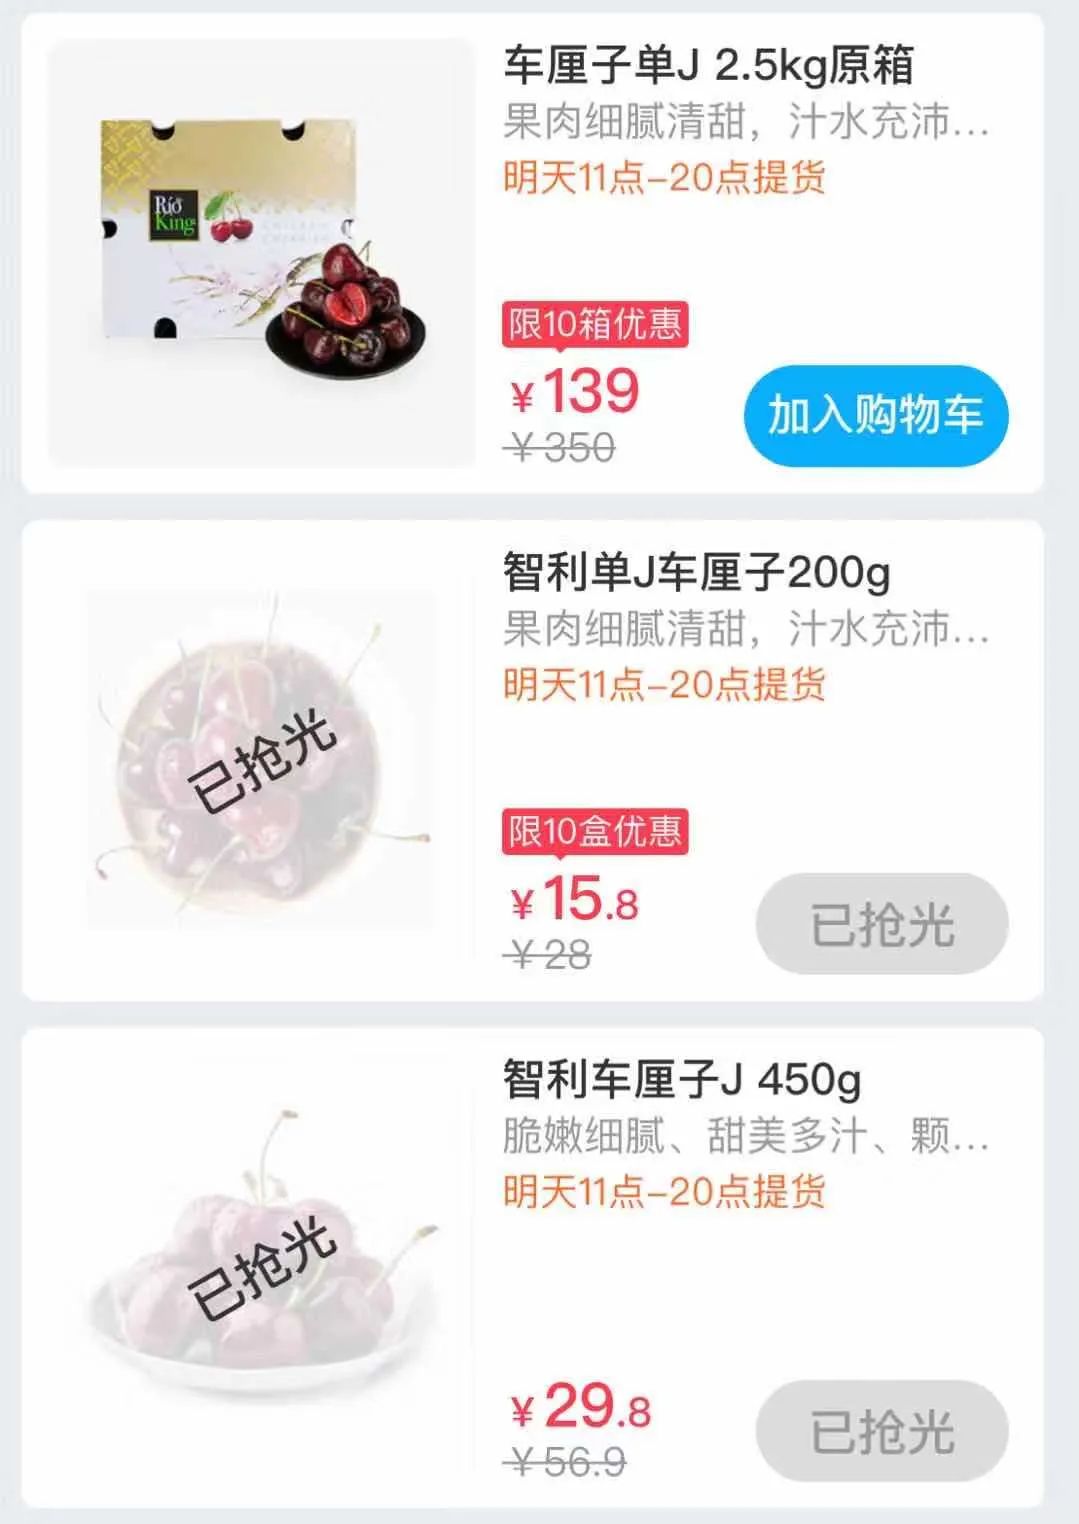 车厘子单J 2.5kg原箱
果肉细腻清甜，汁水充沛...
明天11点-20点提货
Río
King
限10箱优惠
¥139
¥350
加入购物车
智利单J车厘子200g
果肉细腻清甜，汁水充沛...
明天11点-20点提货
已抢光
限10盒优惠
¥15.8
¥28
已抢光
智利车厘子J 450g
脆嫩细腻、甜美多汁、颗...
明天11点-20点提货
已抢光
¥29.8
¥56.9
已抢光